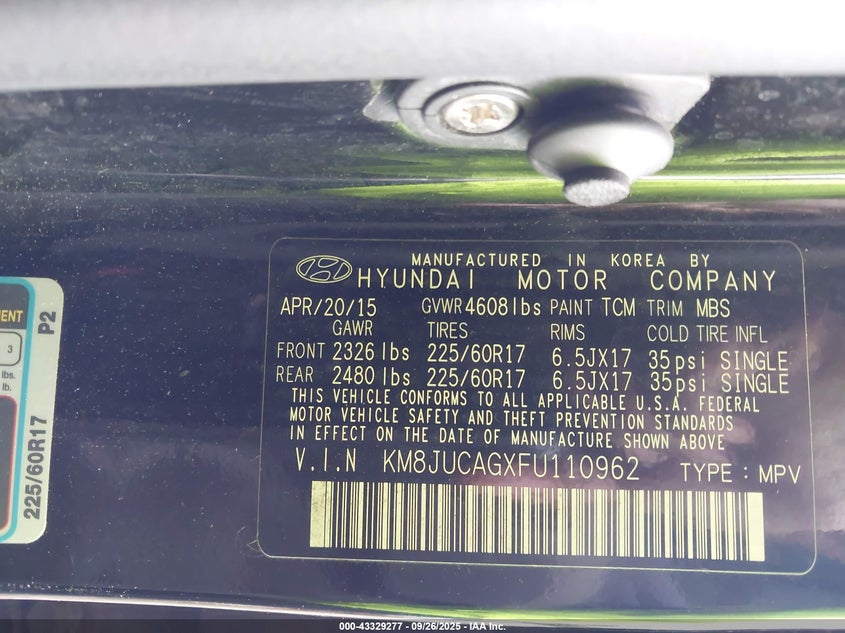 MANUFACTURED IN KOREA BY
HYUNDAI MOTOR COMPANY
APR/20/15 GVWR 4608lbs PAINT TCM TRIM MBS
GAWR TIRES RIMS COLD TIRE INFL
FRONT 2326 lbs 225/60R17 6.5JX17 35psi SINGLE
REAR 2480 lbs 225/60R17 6.5JX17 35psi SINGLE
THIS VEHICLE CONFORMS TO ALL APPLICABLE U.S.A. FEDERAL
MOTOR VEHICLE SAFETY AND THEFT PREVENTION STANDARDS
IN EFFECT ON THE DATE OF MANUFACTURE SHOWN ABOVE
V.I.N KM8JUCAGXFU110962 TYPE : MPV
3
lbs.
lb.
P2
225/60R17
000-43329277 - 09/26/2025 - IAA Inc.